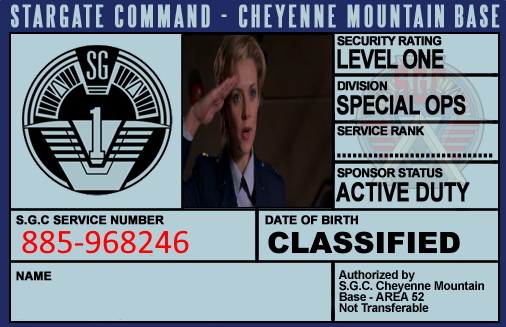 STARGATE COMMAND - CHEYENNE MOUNTAIN BASE
SG
1
SECURITY RATING
LEVEL ONE
DIVISION
SPECIAL OPS
SERVICE RANK
SPONSOR STATUS
ACTIVE DUTY
S.G.C SERVICE NUMBER
885-968246
DATE OF BIRTH
CLASSIFIED
NAME
Authorized by
S.G.C. Cheyenne Mountain
Base - AREA 52
Not Transferable